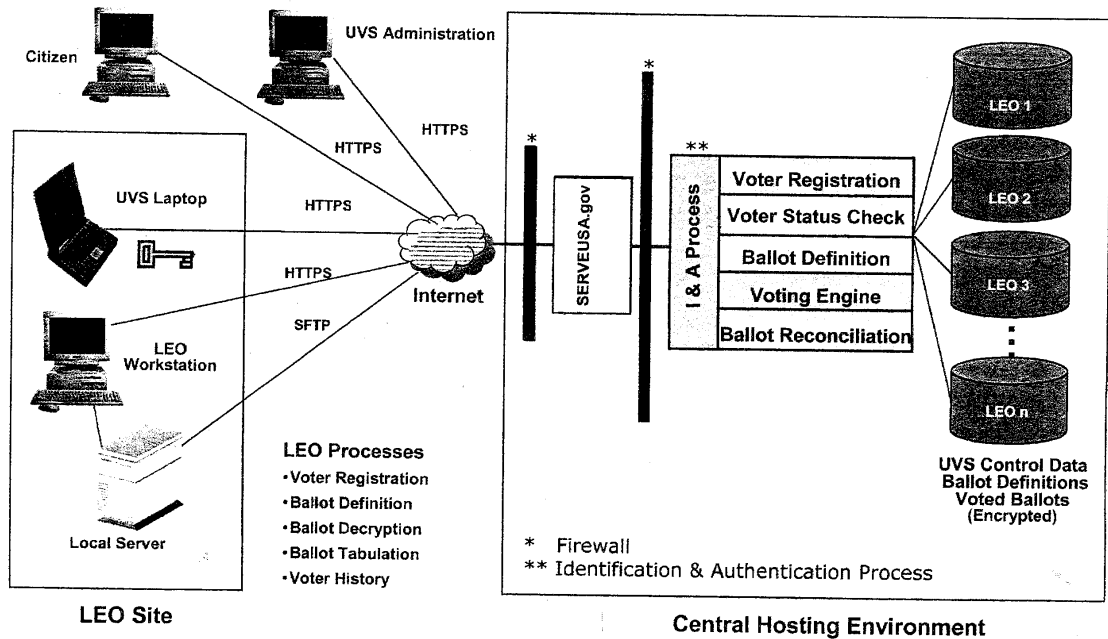 Citizen
UVS Administration
HTTPS
HTTPS
UVS Laptop
HTTPS
HTTPS
SFTP
LEO
Workstation
Local Server
LEO Site
Internet
LEO Processes
•Voter Registration
•Ballot Definition
•Ballot Decryption
•Ballot Tabulation
•Voter History
*
SERVEUSA.gov
*
**
I & A Process
Voter Registration
Voter Status Check
Ballot Definition
Voting Engine
Ballot Reconciliation
LEO 1
LEO 2
LEO 3
LEO n
UVS Control Data
Ballot Definitions
Voted Ballots
(Encrypted)
* Firewall
** Identification & Authentication Process
Central Hosting Environment